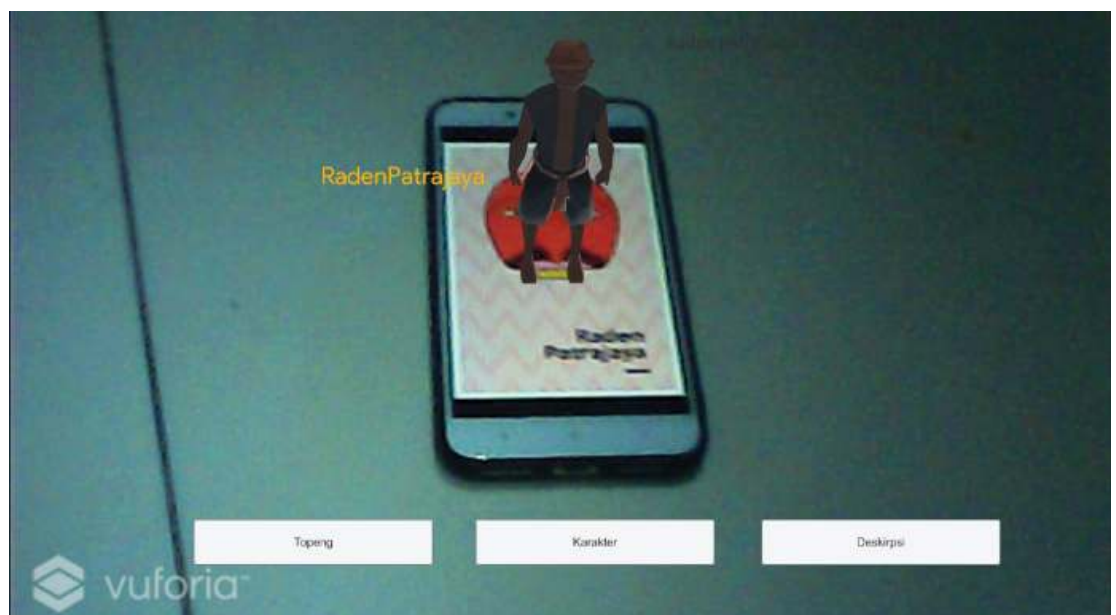 RadenPatrajaya
Raden
Patrajaya
Topeng
Karakter
Deskirpsi
vuforia